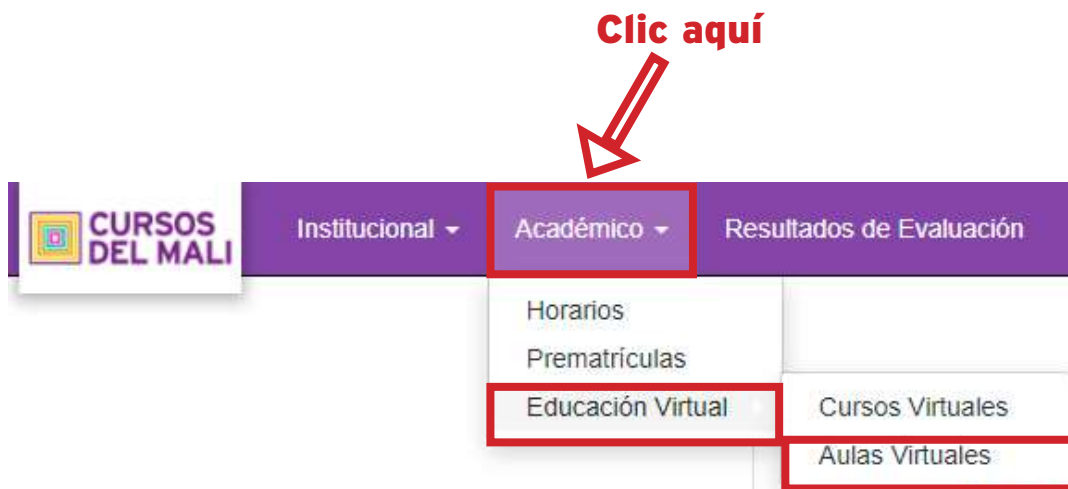 Clic aquí
CURSOS
DEL MALI
Institucional
Académico
Resultados de Evaluación
Horarios
Prematrículas
Educación Virtual
Cursos Virtuales
Aulas Virtuales